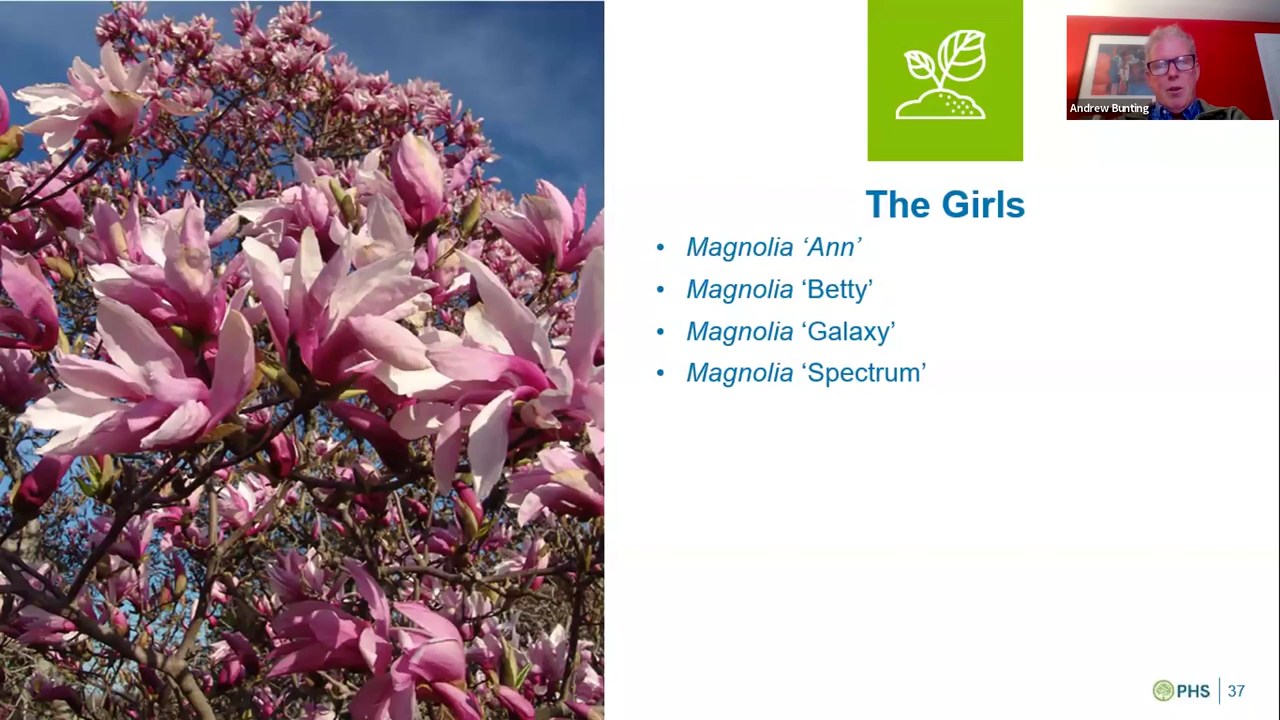 Andrew Bunting
The Girls
• Magnolia ‘Ann’
• Magnolia ‘Betty’
• Magnolia ‘Galaxy’
• Magnolia ‘Spectrum’
PHS | 37